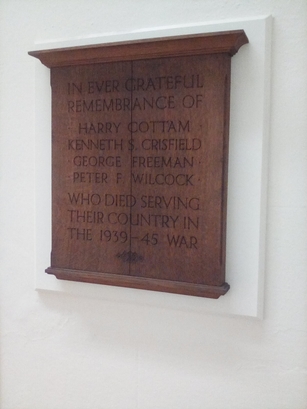 IN EVER GRATEFUL
REMEMBRANCE OF
HARRY COTTAM
KENNETH S. CRISFIELD
GEORGE FREEMAN
PETER F. WILCOCK
WHO DIED SERVING
THEIR COUNTRY IN
THE 1939-45 WAR